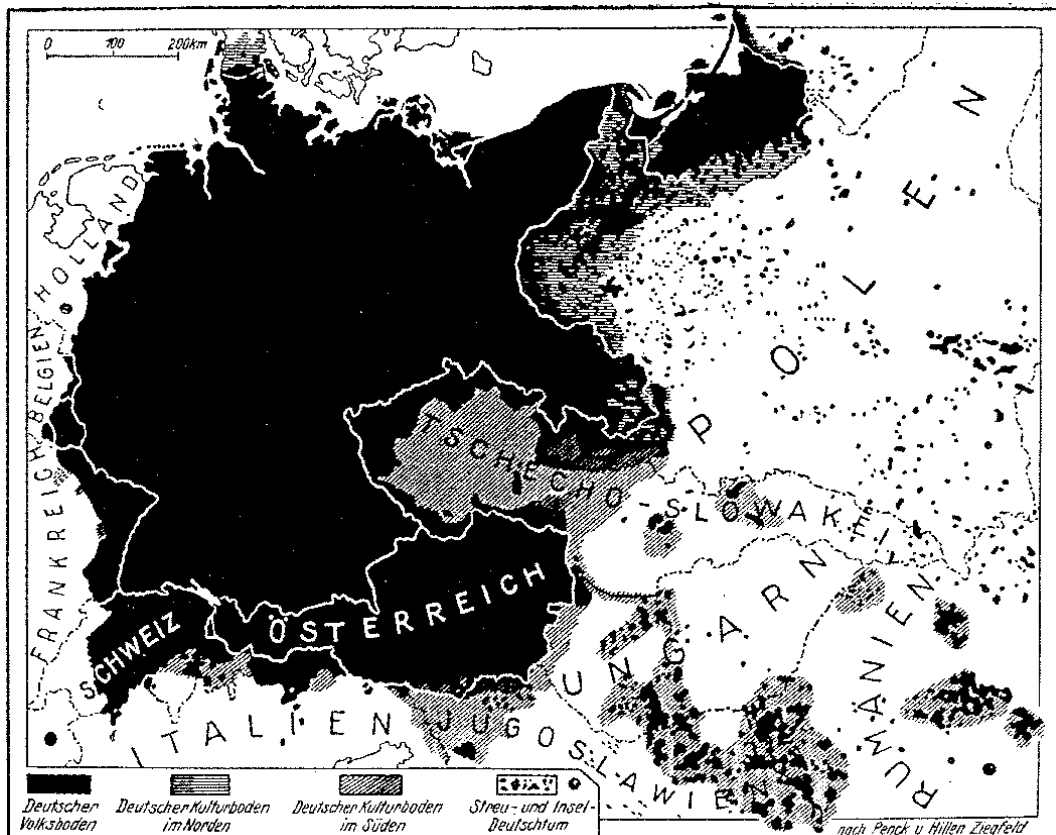 0 100 200km
HOLLAND
BELGIEN
FRANKREICH
POLEN
TSCHECHO-SLOWAKEI
SCHWEIZ
ÖSTERREICH
UNGARN
RUMÄNIEN
ITALIEN
JUGOSLAWIEN
Deutscher Volksboden
Deutscher Kulturboden im Norden
Deutscher Kulturboden im Süden
Streu- und Insel-Deutschtum
nach Penck u Hillen Ziegfeld